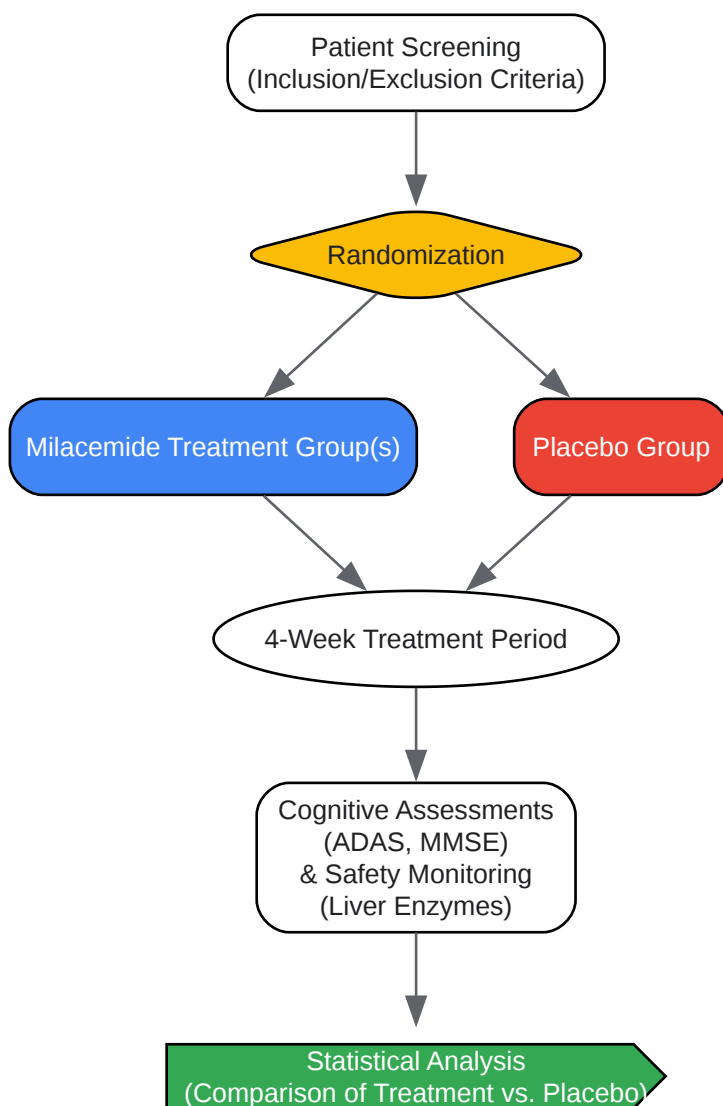 Patient Screening
(Inclusion/Exclusion Criteria)
Randomization
Milacemide Treatment Group(s)
Placebo Group
4-Week Treatment Period
Cognitive Assessments
(ADAS, MMSE)
& Safety Monitoring
(Liver Enzymes)
Statistical Analysis
(Comparison of Treatment vs. Placebo)